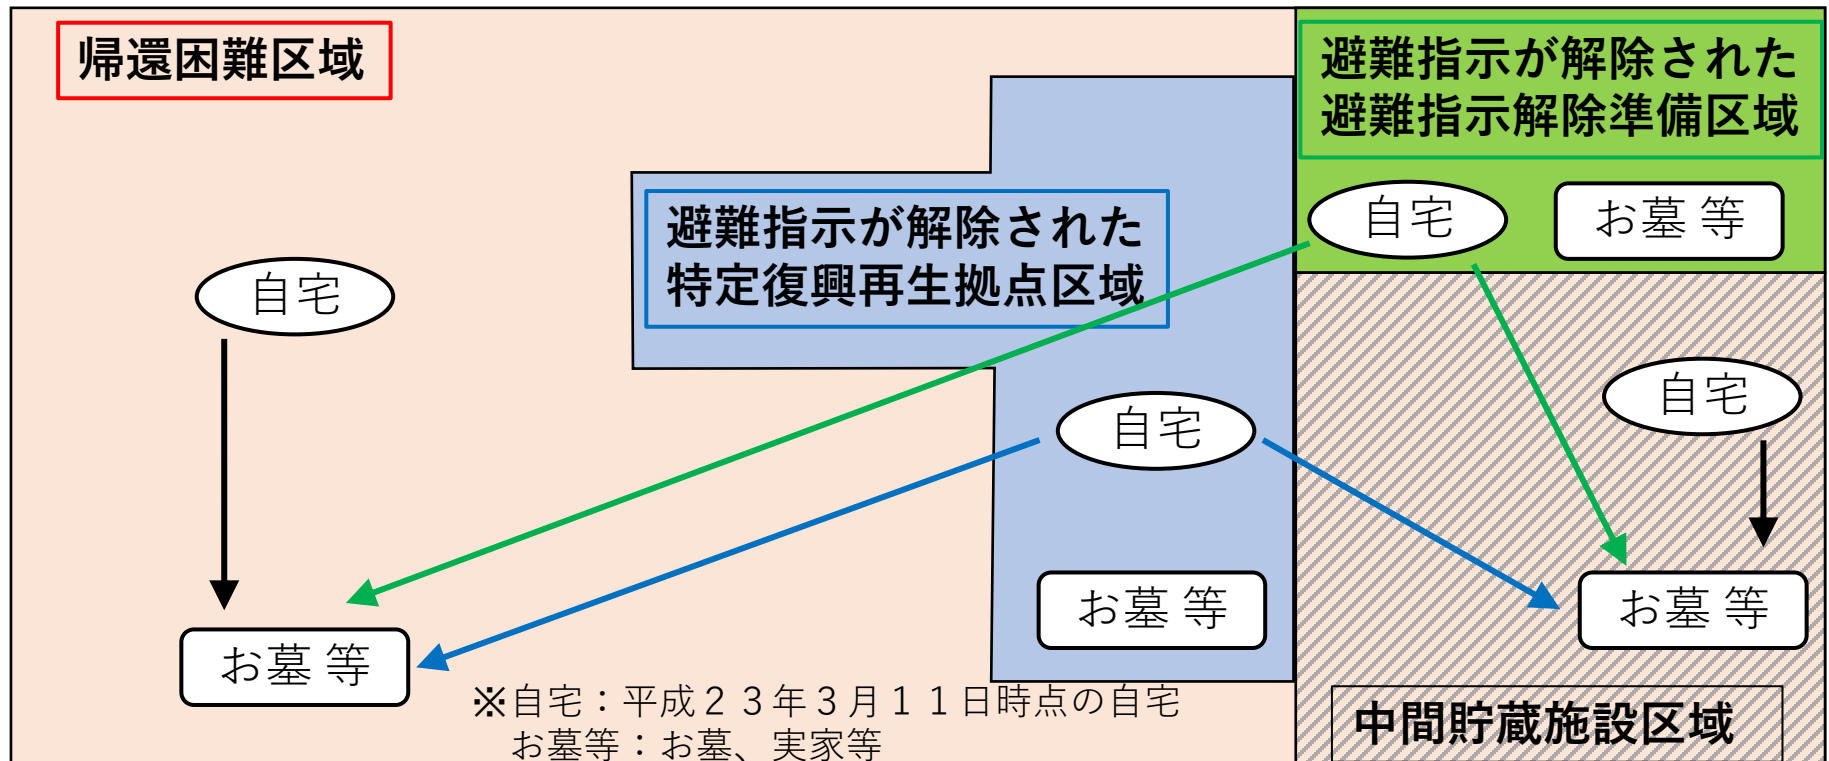 帰還困難区域
避難指示が解除された
避難指示解除準備区域
自宅
お墓 等
避難指示が解除された
特定復興再生拠点区域
自宅
自宅
自宅
お墓 等
お墓 等
お墓 等
※自宅：平成２３年３月１１日時点の自宅
お墓等：お墓、実家等
中間貯蔵施設区域